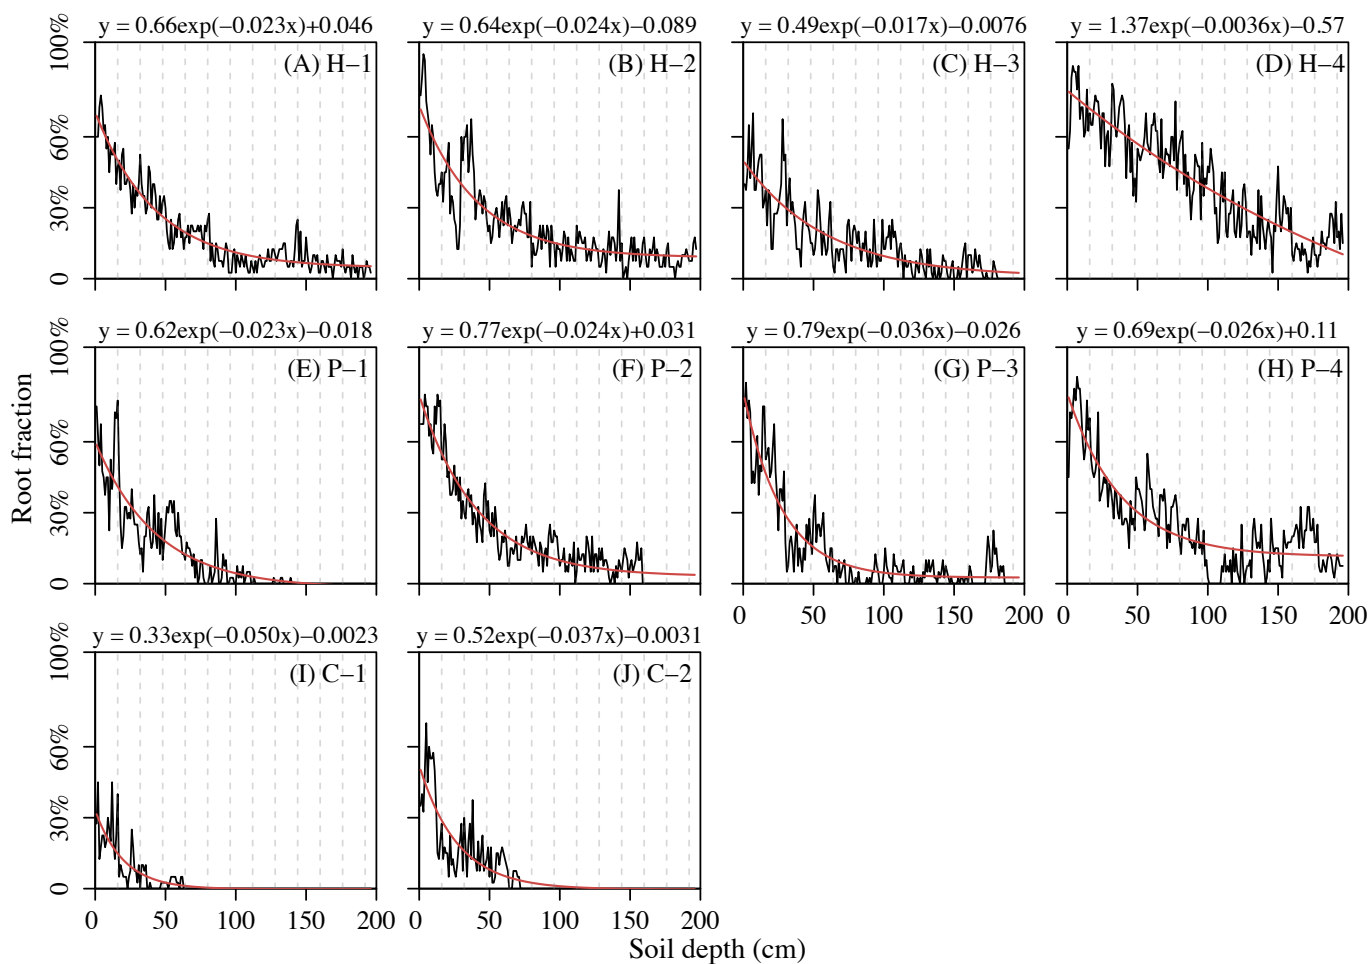 y = 0.66exp(−0.023x)+0.046
y = 0.64exp(−0.024x)−0.089
y = 0.49exp(−0.017x)−0.0076
y = 1.37exp(−0.0036x)−0.57
100%
60%
30%
0
(A) H−1
(B) H−2
(C) H−3
(D) H−4
y = 0.62exp(−0.023x)−0.018
y = 0.77exp(−0.024x)+0.031
y = 0.79exp(−0.036x)−0.026
y = 0.69exp(−0.026x)+0.11
100%
60%
30%
0
(E) P−1
(F) P−2
(G) P−3
(H) P−4
0 50 100 150 200
0 50 100 150 200
Root fraction
y = 0.33exp(−0.050x)−0.0023
y = 0.52exp(−0.037x)−0.0031
100%
60%
30%
0
(I) C−1
(J) C−2
0 50 100 150 200
0 50 100 150 200
Soil depth (cm)